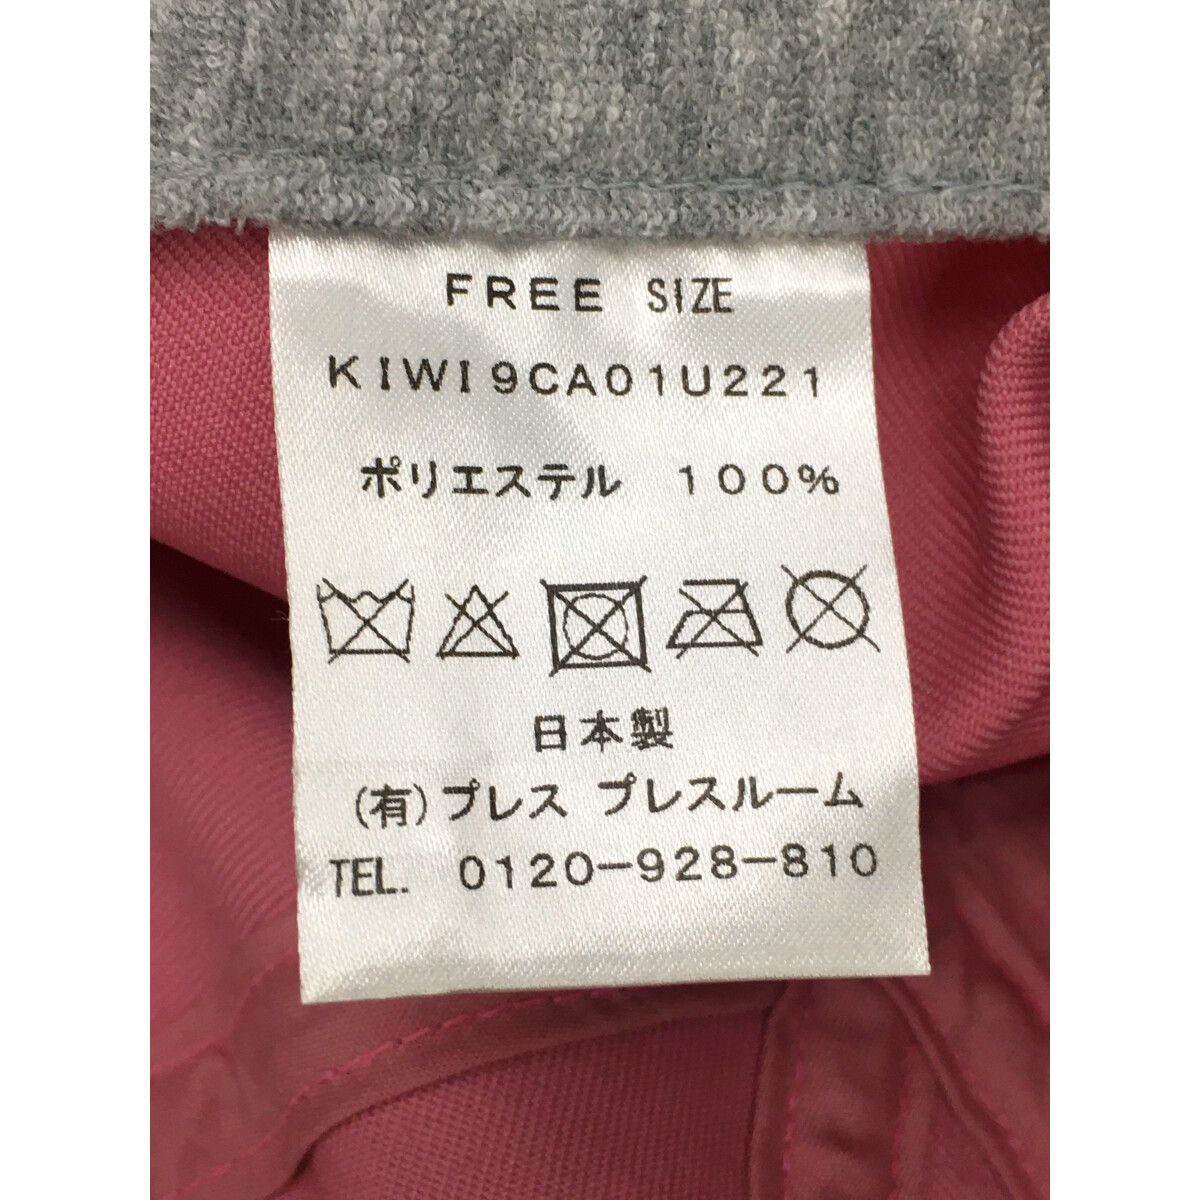 FREE SIZE
KIWI9CA01U221
ポリエステル 100%
日本製
(有)プレス プレスルーム
TEL. 0120-928-810